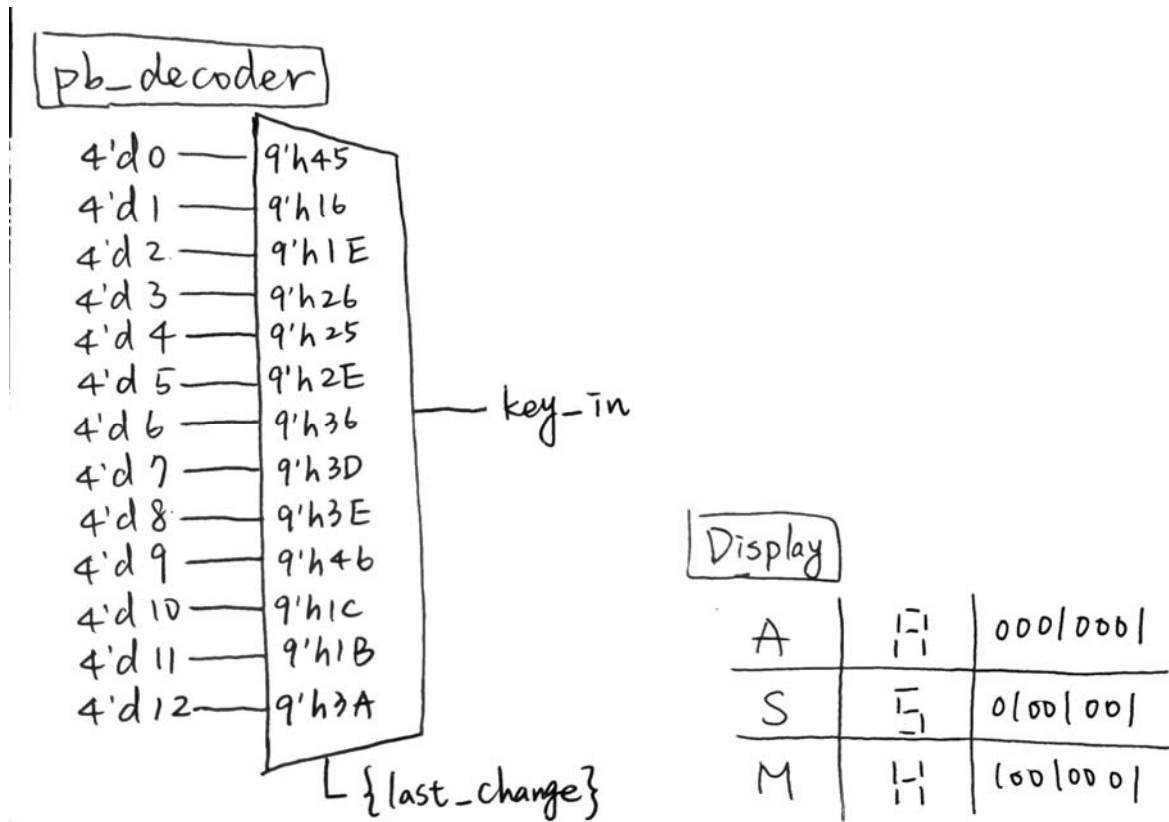 pb_decoder
4'd0 9'h45
4'd1 9'h16
4'd2 9'h1E
4'd3 9'h26
4'd4 9'h25
4'd5 9'h2E
4'd6 9'h36
4'd7 9'h3D
4'd8 9'h3E
4'd9 9'h46
4'd10 9'h1C
4'd11 9'h1B
4'd12 9'h3A
key_in
{last_change}
Display
A A 00010001
S 5 01001001
M H 10010001